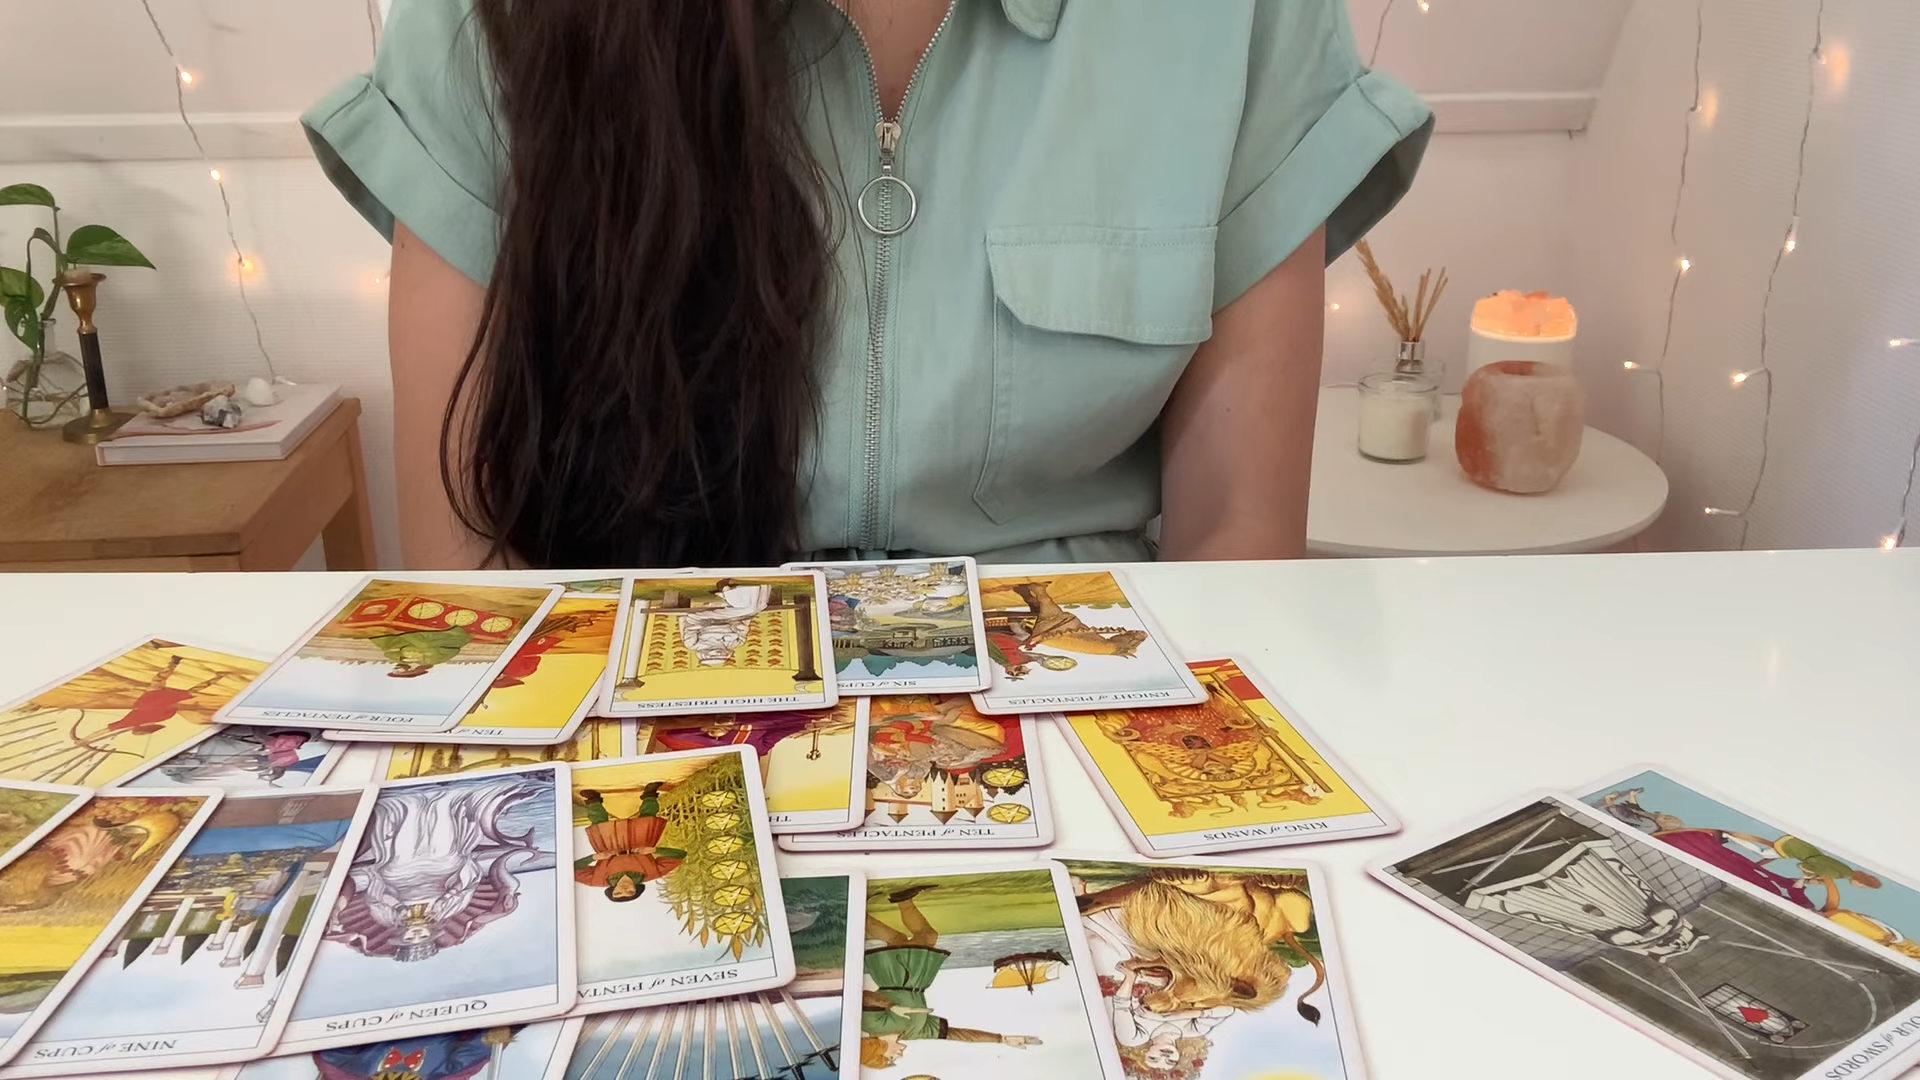 FOUR of PENTACLES
TEN of
THE HIGH PRIESTESS
SIX of CUPS
KNIGHT of PENTACLES
TH
TEN of PENTACLES
KING of WANDS
NINE of CUPS
QUEEN of CUPS
SEVEN of PENTA
OUR of SWORDS